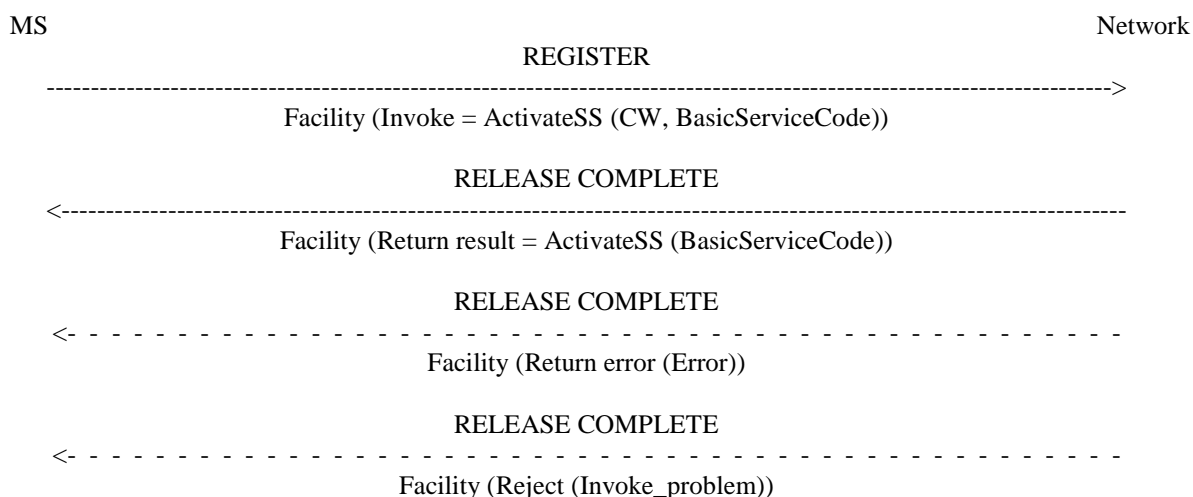 MS Network
REGISTER
Facility (Invoke = ActivateSS (CW, BasicServiceCode))
RELEASE COMPLETE
Facility (Return result = ActivateSS (BasicServiceCode))
RELEASE COMPLETE
Facility (Return error (Error))
RELEASE COMPLETE
Facility (Reject (Invoke_problem))